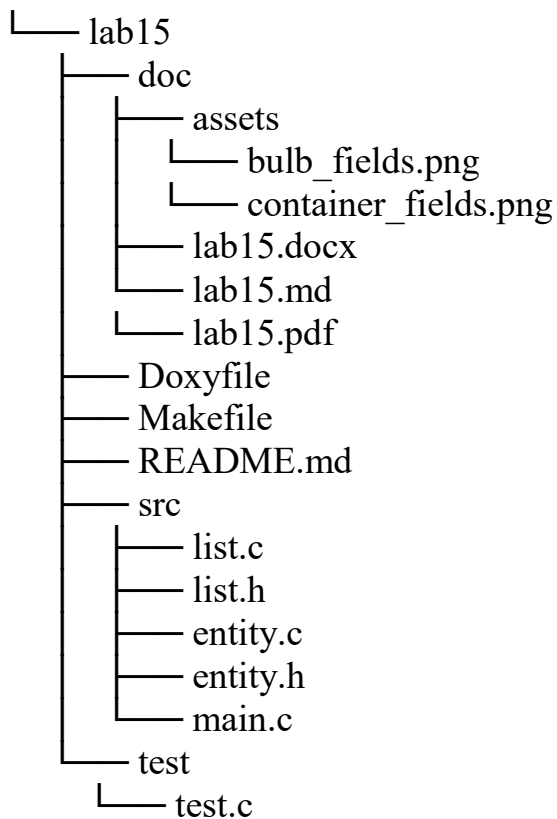 lab15
doc
assets
bulb_fields.png
container_fields.png
lab15.docx
lab15.md
lab15.pdf
Doxyfile
Makefile
README.md
src
list.c
list.h
entity.c
entity.h
main.c
test
test.c